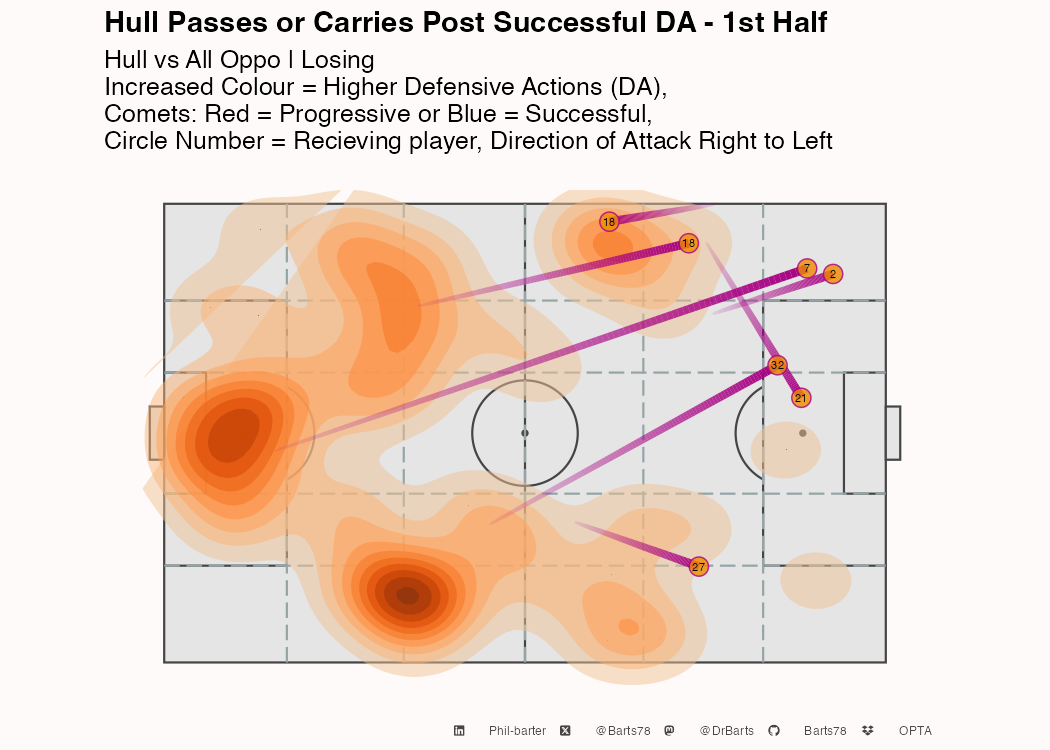 Hull Passes or Carries Post Successful DA - 1st Half
Hull vs All Oppo | Losing
Increased Colour = Higher Defensive Actions (DA),
Comets: Red = Progressive or Blue = Successful,
Circle Number = Recieving player, Direction of Attack Right to Left
18
18
7
2
32
21
27
Phil-barter @Barts78 @DrBarts Barts78 OPTA